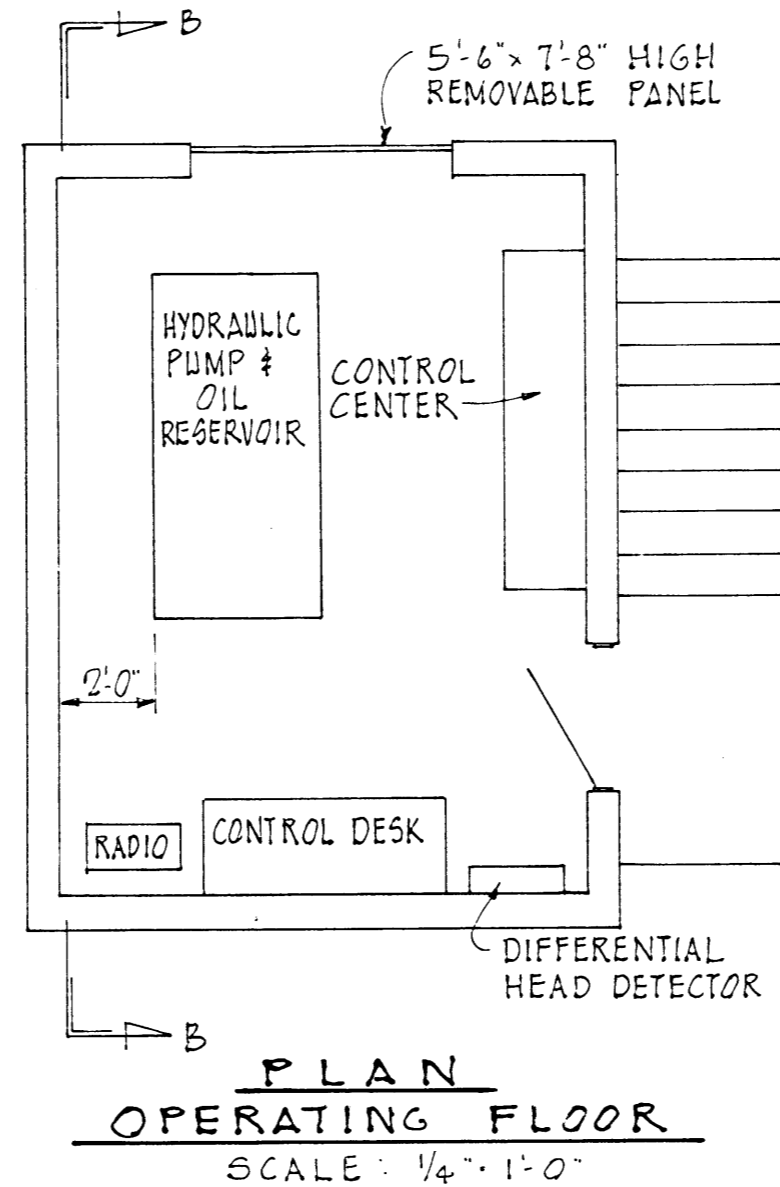 B
5'-6" x 7'-8" HIGH
REMOVABLE PANEL
HYDRAULIC
PUMP &
OIL
RESERVOIR
CONTROL
CENTER
2'-0"
RADIO
CONTROL DESK
DIFFERENTIAL
HEAD DETECTOR
B
PLAN
OPERATING FLOOR
SCALE: 1/4" = 1'-0"